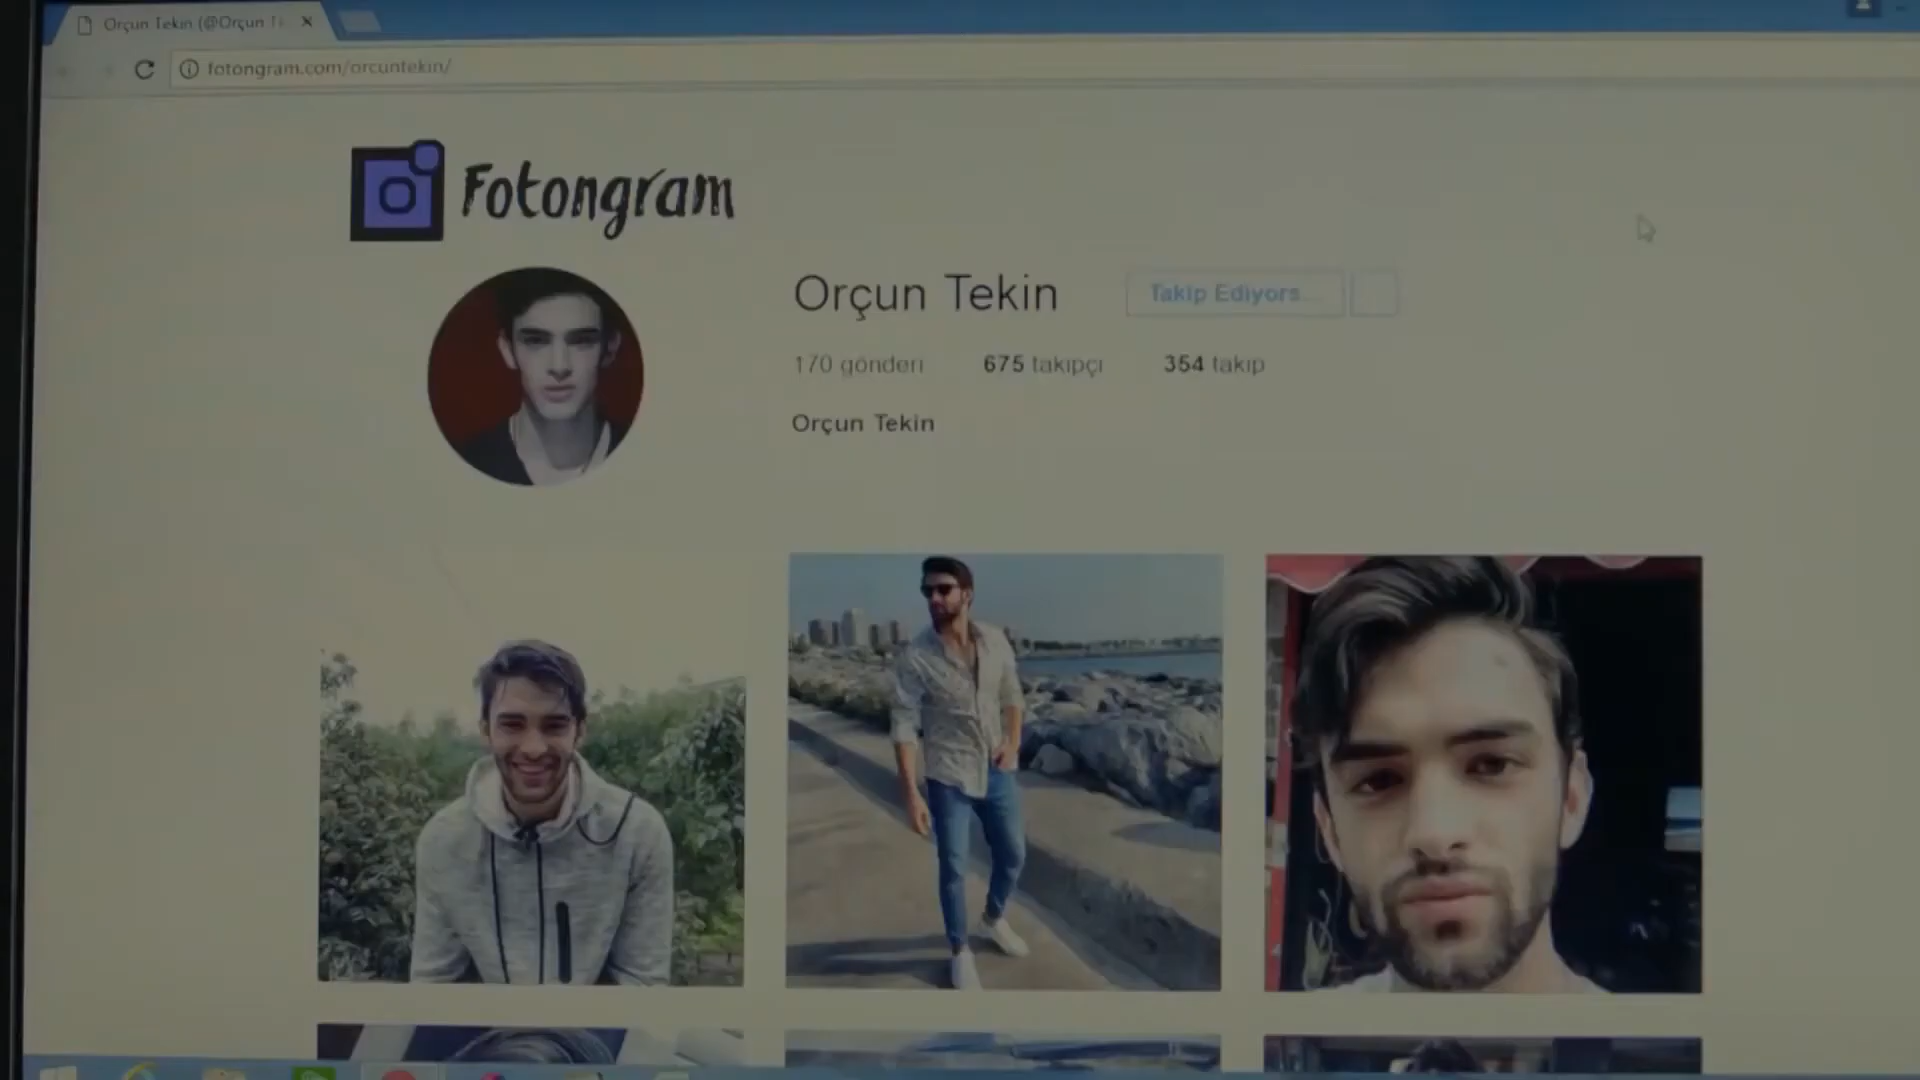 Orçun Tekin (@Orçun T
fotongram.com/orcuntekin/
Fotongram
Orçun Tekin
Takip Ediyors...
170 gönderi 675 takipçi 354 takip
Orçun Tekin